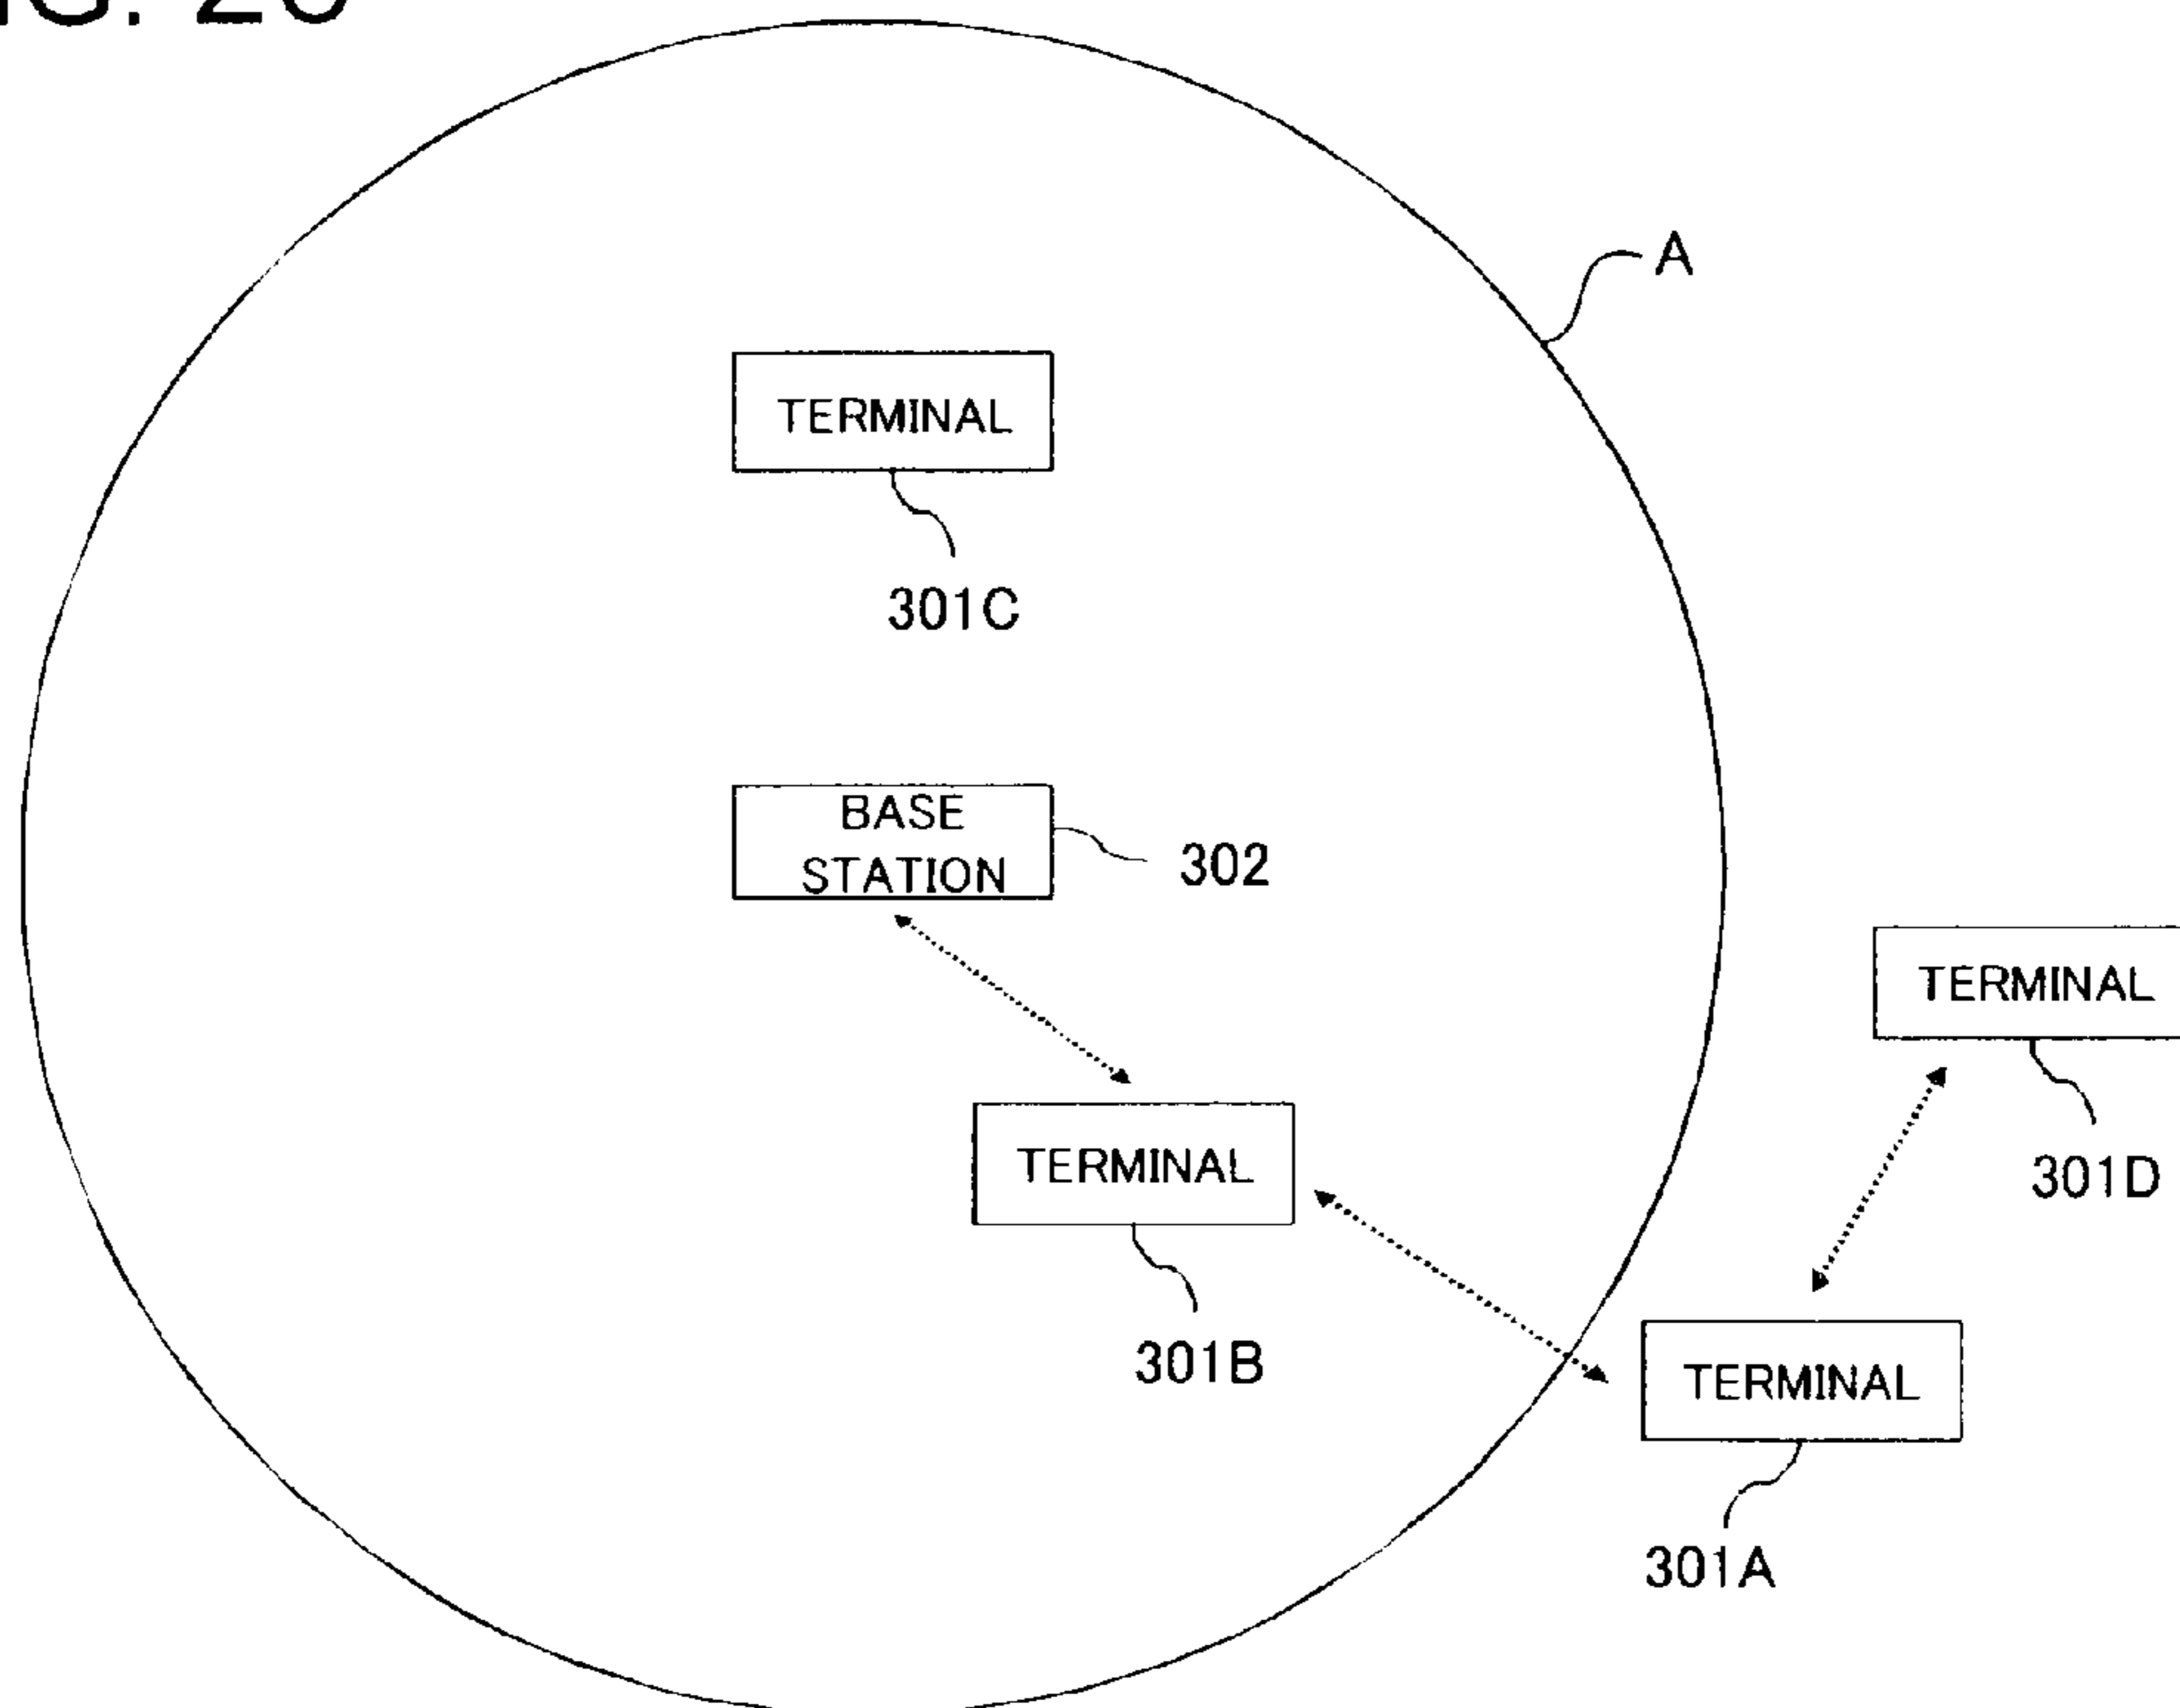 A
TERMINAL
301C
BASE
STATION
302
TERMINAL
301D
TERMINAL
301B
TERMINAL
301A